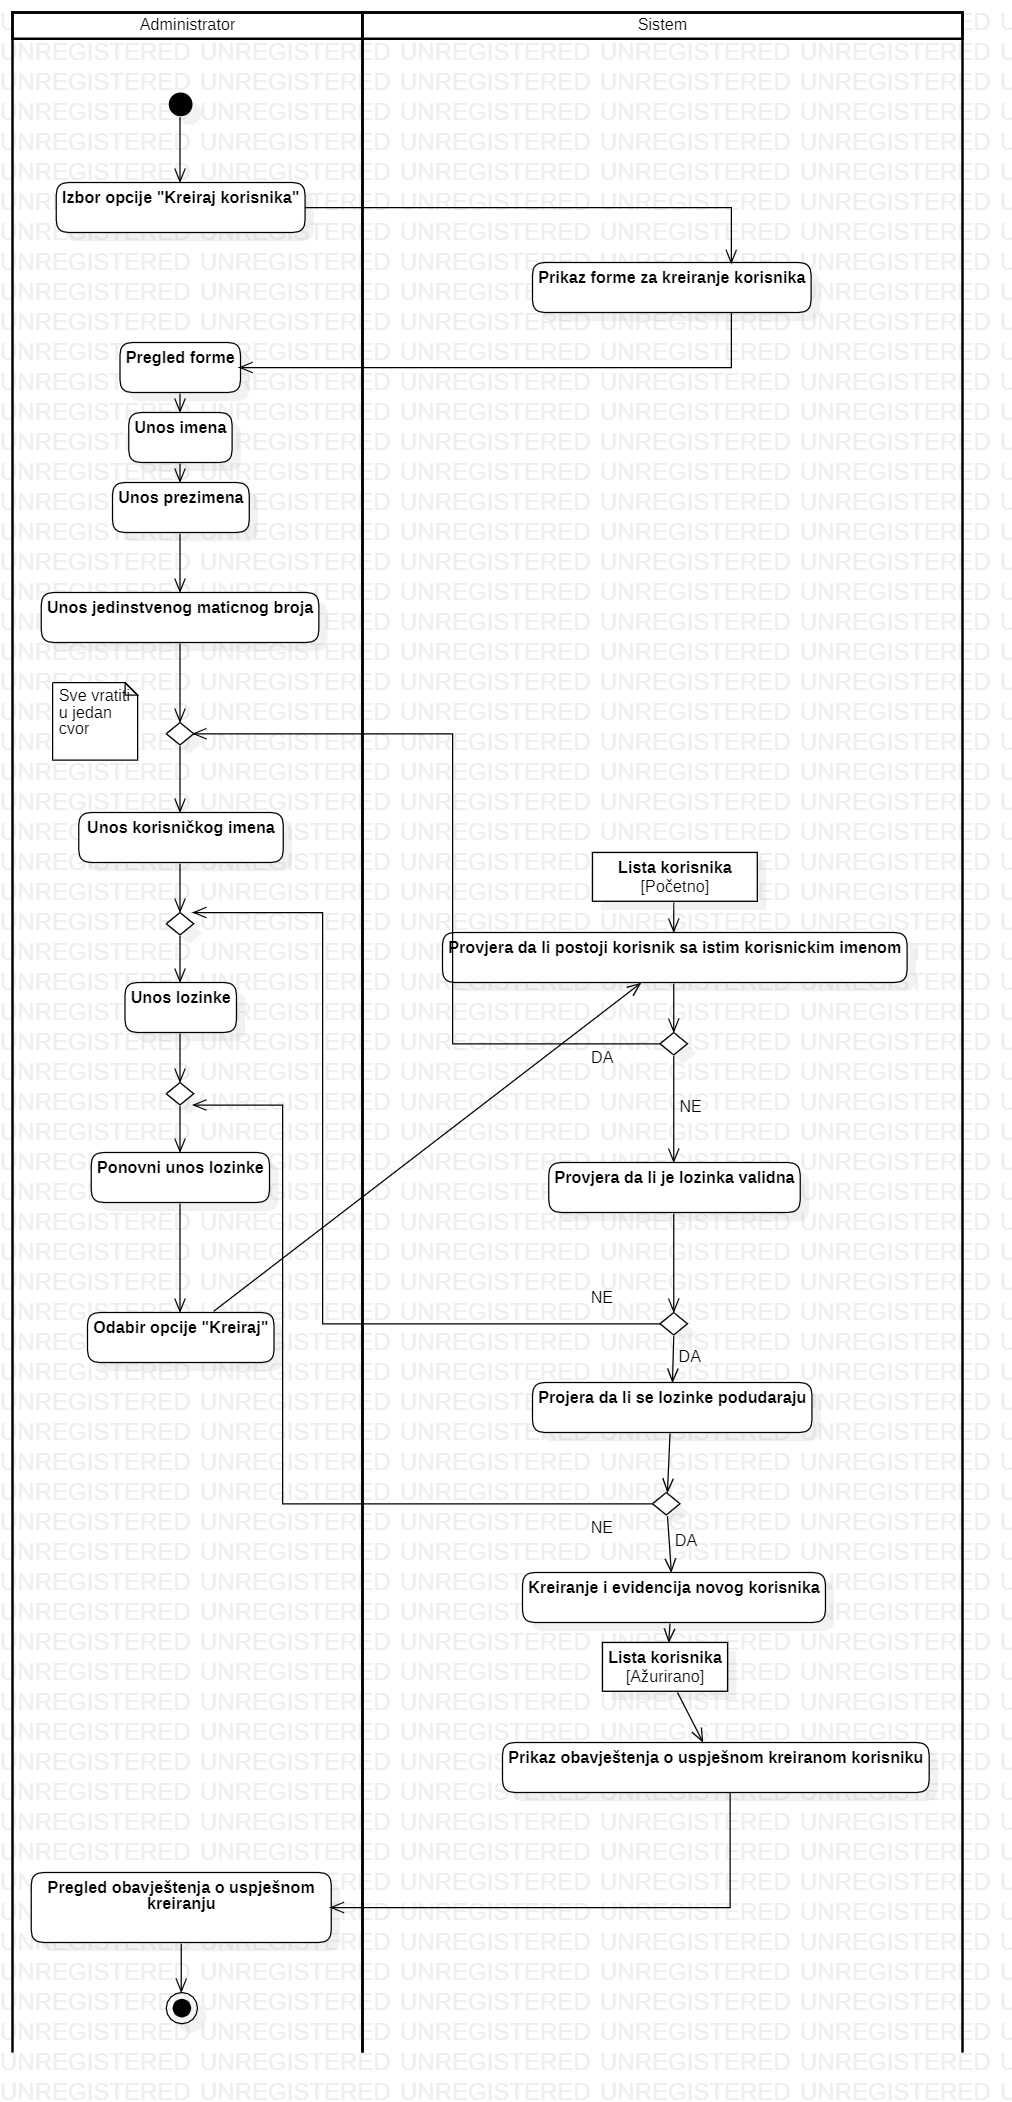 Administrator
Sistem
Izbor opcije "Kreiraj korisnika"
Prikaz forme za kreiranje korisnika
Pregled forme
Unos imena
Unos prezimena
Unos jedinstvenog maticnog broja
Sve vratiti
u jedan
cvor
Unos korisničkog imena
Lista korisnika
[Početno]
Provjera da li postoji korisnik sa istim korisnickim imenom
Unos lozinke
DA
NE
Ponovni unos lozinke
Provjera da li je lozinka validna
NE
Odabir opcije "Kreiraj"
DA
Projera da li se lozinke podudaraju
NE
DA
Kreiranje i evidencija novog korisnika
Lista korisnika
[Ažurirano]
Prikaz obavještenja o uspješnom kreiranom korisniku
Pregled obavještenja o uspješnom
kreiranju
UNREGISTERED